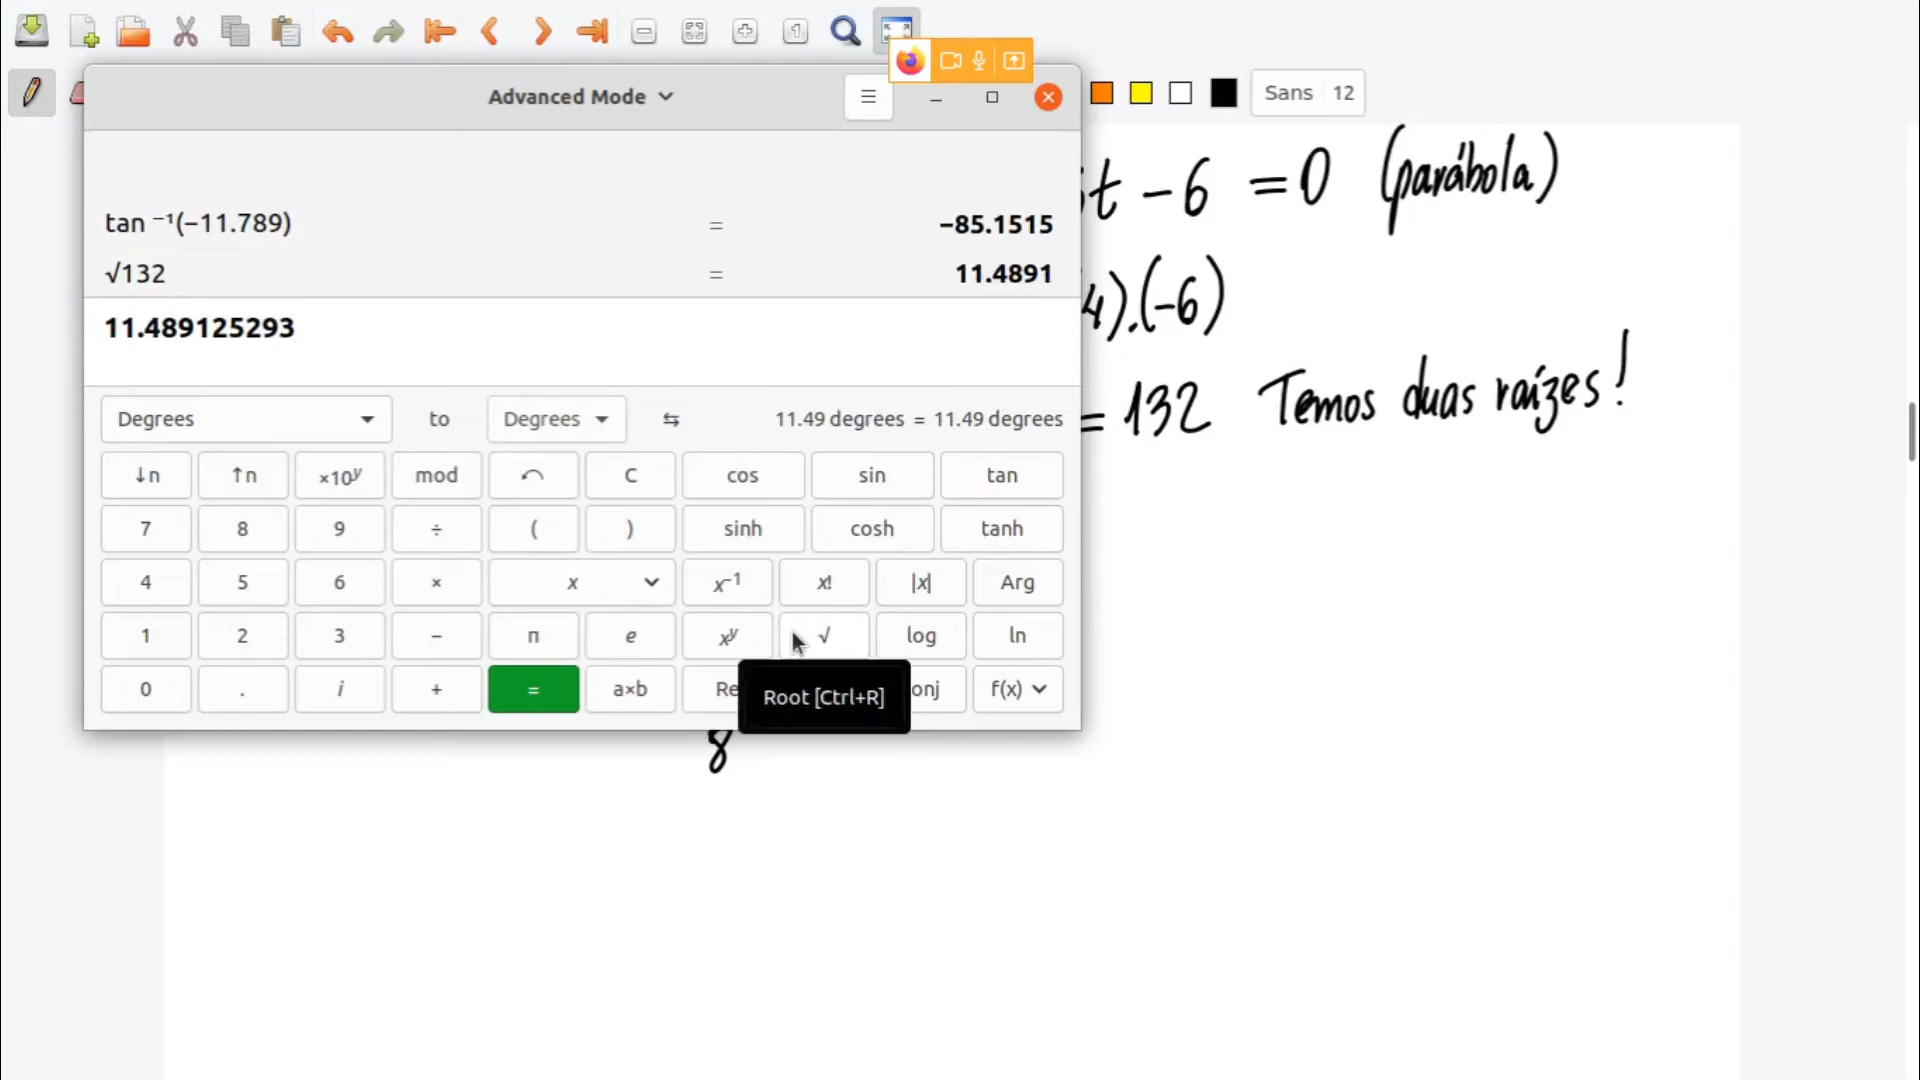 Sans 12
Advanced Mode
t - 6 = 0 (parábola)
tan ⁻¹(−11.789) = −85.1515
√132 = 11.4891
4).(-6)
11.489125293
= 132 Temos duas raízes!
Degrees to Degrees ⇆ 11.49 degrees = 11.49 degrees
↓n ↑n ×10ʸ mod C cos sin tan
7 8 9 ÷ ( ) sinh cosh tanh
4 5 6 × x x⁻¹ x! |x| Arg
1 2 3 − π e xʸ √ log ln
0 . i + = a×b Re onj f(x)
Root [Ctrl+R]
8